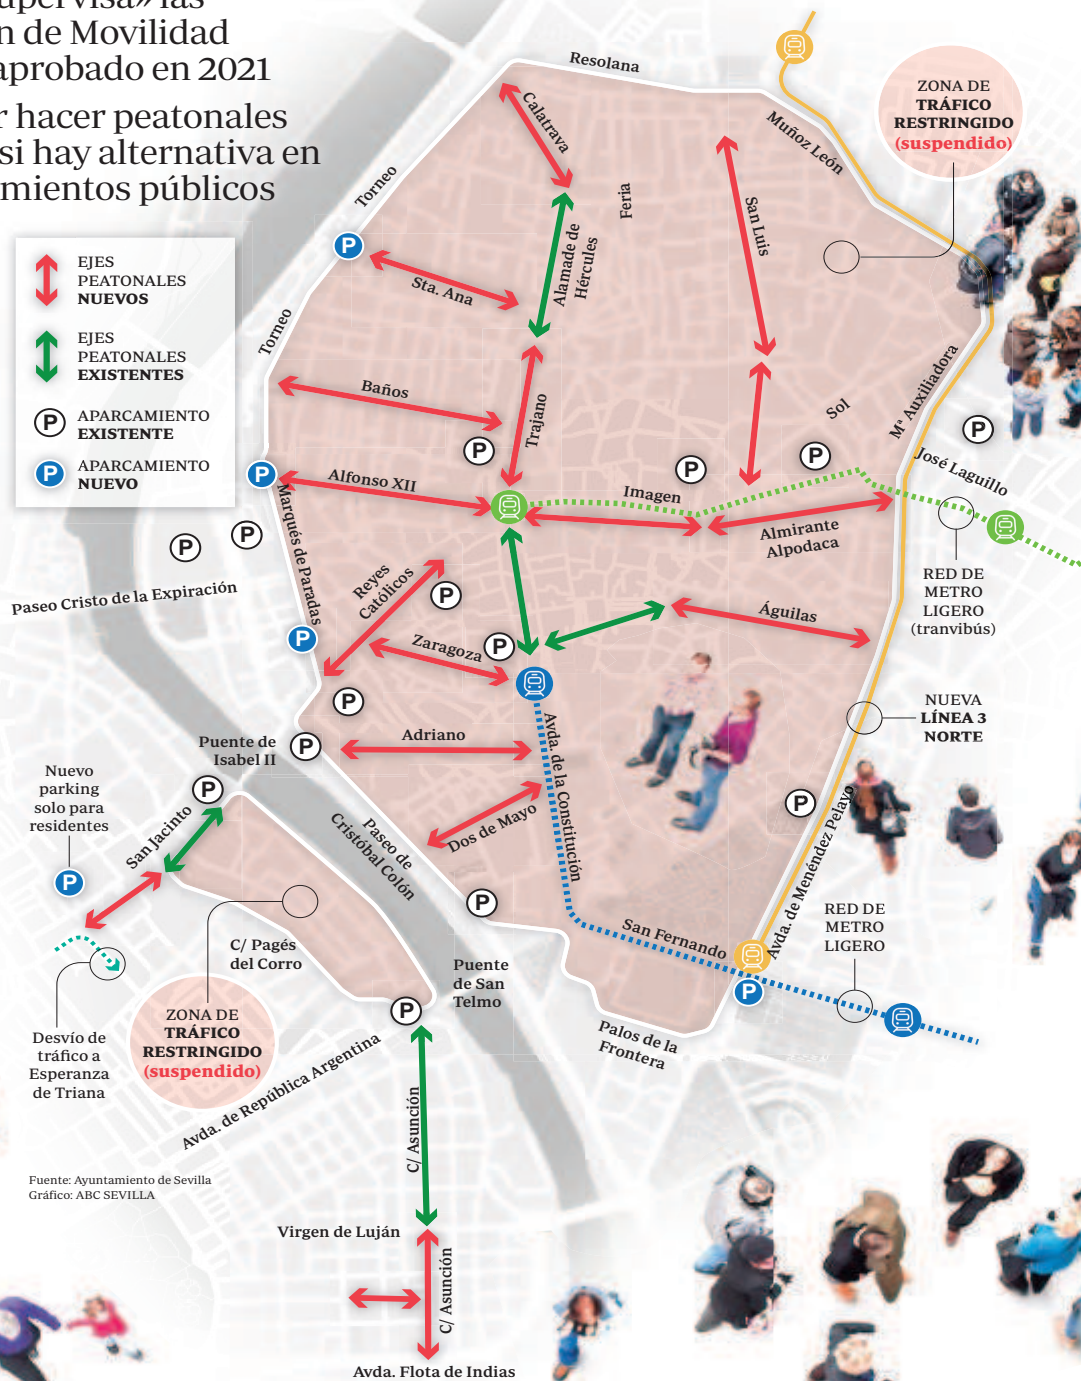 las
n de Movilidad
aprobado en 2021
r hacer peatonales
si hay alternativa en
mientos públicos
EJES
PEATONALES
NUEVOS
EJES
PEATONALES
EXISTENTES
P
APARCAMIENTO
EXISTENTE
P
APARCAMIENTO
NUEVO
Resolana
Calatrava
Muñoz León
ZONA DE
TRÁFICO
RESTRINGIDO
(suspendido)
Torneo
Feria
San Luis
P
Alamade de
Hércules
Sta. Ana
Torneo
Baños
Trajano
Sol
Mª Auxiliadora
P
P
P
P
José Laguillo
P
Alfonso XII
Imagen
Marqués de Paradas
Almirante
Alpodaca
P
P
RED DE
METRO
LIGERO
(tranvibús)
Paseo Cristo de la Expiración
Reyes
Católicos
P
Águilas
P
Zaragoza
P
P
NUEVA
LÍNEA 3
NORTE
Puente de
Isabel II
P
Adriano
Avda. de la Constitución
Nuevo
parking
solo para
residentes
P
P
San Jacinto
Dos de Mayo
Paseo de
Cristóbal Colón
P
Avda. de Menéndez Pelayo
P
RED DE
METRO
LIGERO
San Fernando
C/ Pagés
del Corro
Puente
de San
Telmo
P
P
ZONA DE
TRÁFICO
RESTRINGIDO
(suspendido)
Desvío de
tráfico a
Esperanza
de Triana
Palos de la
Frontera
Avda. de República Argentina
C/ Asunción
Fuente: Ayuntamiento de Sevilla
Gráfico: ABC SEVILLA
Virgen de Luján
C/ Asunción
Avda. Flota de Indias